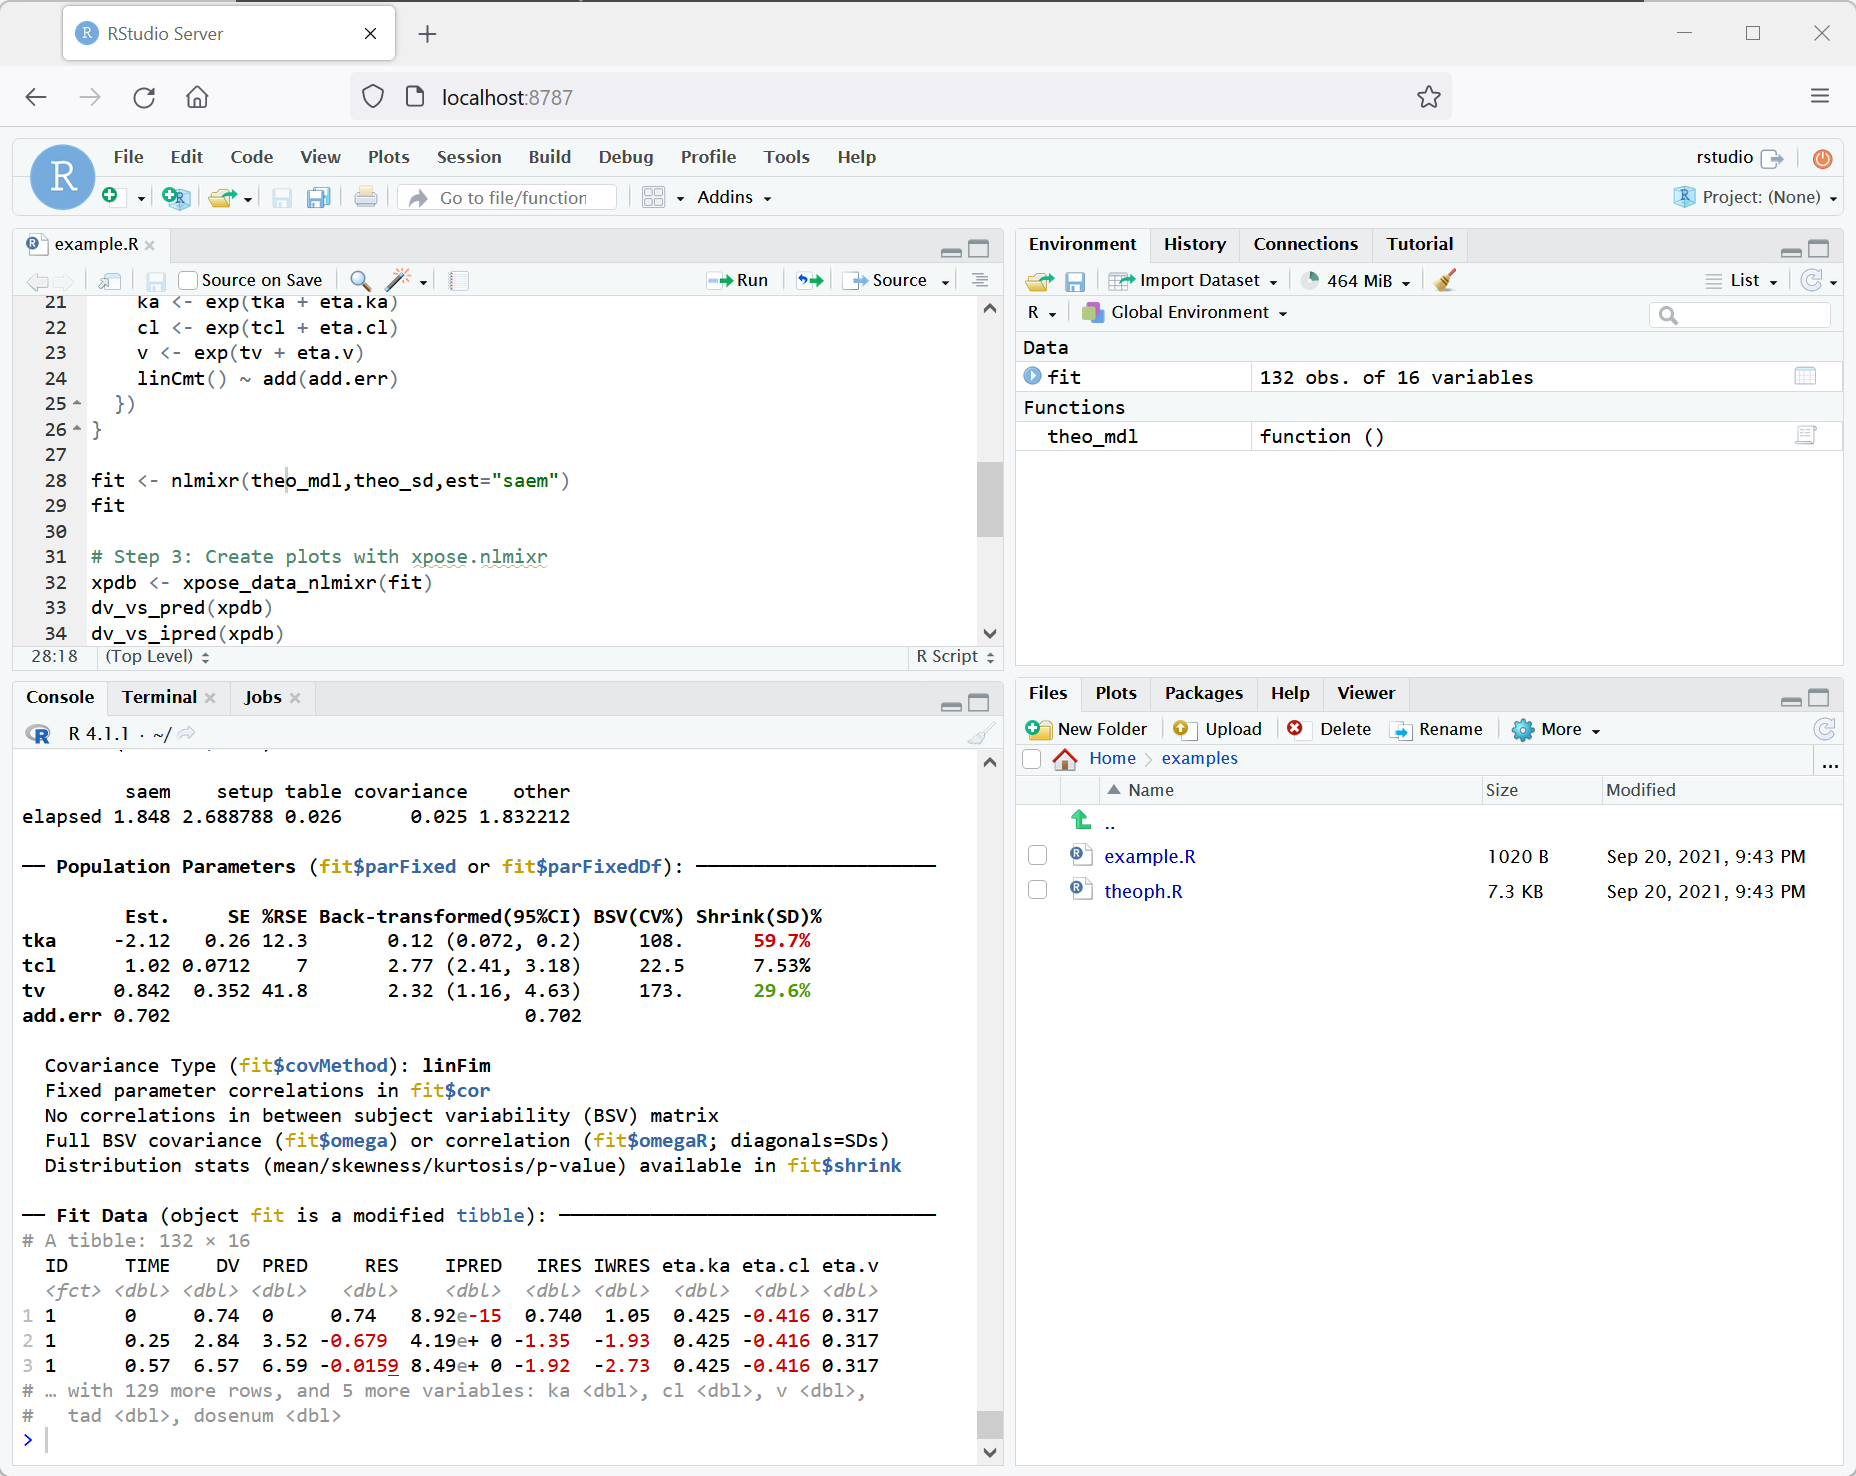 RStudio Server
localhost:8787
File Edit Code View Plots Session Build Debug Profile Tools Help
rstudio
Go to file/function
Addins
Project: (None)
example.R
Source on Save
Run
Source
21 ka <- exp(tka + eta.ka)
22 cl <- exp(tcl + eta.cl)
23 v <- exp(tv + eta.v)
24 linCmt() ~ add(add.err)
25 })
26 }
27
28 fit <- nlmixr(theo_mdl,theo_sd,est="saem")
29 fit
30
31 # Step 3: Create plots with xpose.nlmixr
32 xpdb <- xpose_data_nlmixr(fit)
33 dv_vs_pred(xpdb)
34 dv_vs_ipred(xpdb)
28:18 (Top Level) R Script
Console Terminal Jobs
R 4.1.1 · ~/
saem setup table covariance other
elapsed 1.848 2.688788 0.026 0.025 1.832212
── Population Parameters (fit$parFixed or fit$parFixedDf): ─────────────────────
Est. SE %RSE Back-transformed(95%CI) BSV(CV%) Shrink(SD)%
tka -2.12 0.26 12.3 0.12 (0.072, 0.2) 108. 59.7%
tcl 1.02 0.0712 7 2.77 (2.41, 3.18) 22.5 7.53%
tv 0.842 0.352 41.8 2.32 (1.16, 4.63) 173. 29.6%
add.err 0.702 0.702
Covariance Type (fit$covMethod): linFim
Fixed parameter correlations in fit$cor
No correlations in between subject variability (BSV) matrix
Full BSV covariance (fit$omega) or correlation (fit$omegaR; diagonals=SDs)
Distribution stats (mean/skewness/kurtosis/p-value) available in fit$shrink
── Fit Data (object fit is a modified tibble): ─────────────────────────────────
# A tibble: 132 × 16
ID TIME DV PRED RES IPRED IRES IWRES eta.ka eta.cl eta.v
<fct> <dbl> <dbl> <dbl> <dbl> <dbl> <dbl> <dbl> <dbl> <dbl> <dbl>
1 1 0 0.74 0 0.74 8.92e-15 0.740 1.05 0.425 -0.416 0.317
2 1 0.25 2.84 3.52 -0.679 4.19e+ 0 -1.35 -1.93 0.425 -0.416 0.317
3 1 0.57 6.57 6.59 -0.0159 8.49e+ 0 -1.92 -2.73 0.425 -0.416 0.317
# … with 129 more rows, and 5 more variables: ka <dbl>, cl <dbl>, v <dbl>,
# tad <dbl>, dosenum <dbl>
>
Environment History Connections Tutorial
Import Dataset 464 MiB List
R Global Environment
Data
fit 132 obs. of 16 variables
Functions
theo_mdl function ()
Files Plots Packages Help Viewer
New Folder Upload Delete Rename More
Home examples ...
Name Size Modified
..
example.R 1020 B Sep 20, 2021, 9:43 PM
theoph.R 7.3 KB Sep 20, 2021, 9:43 PM